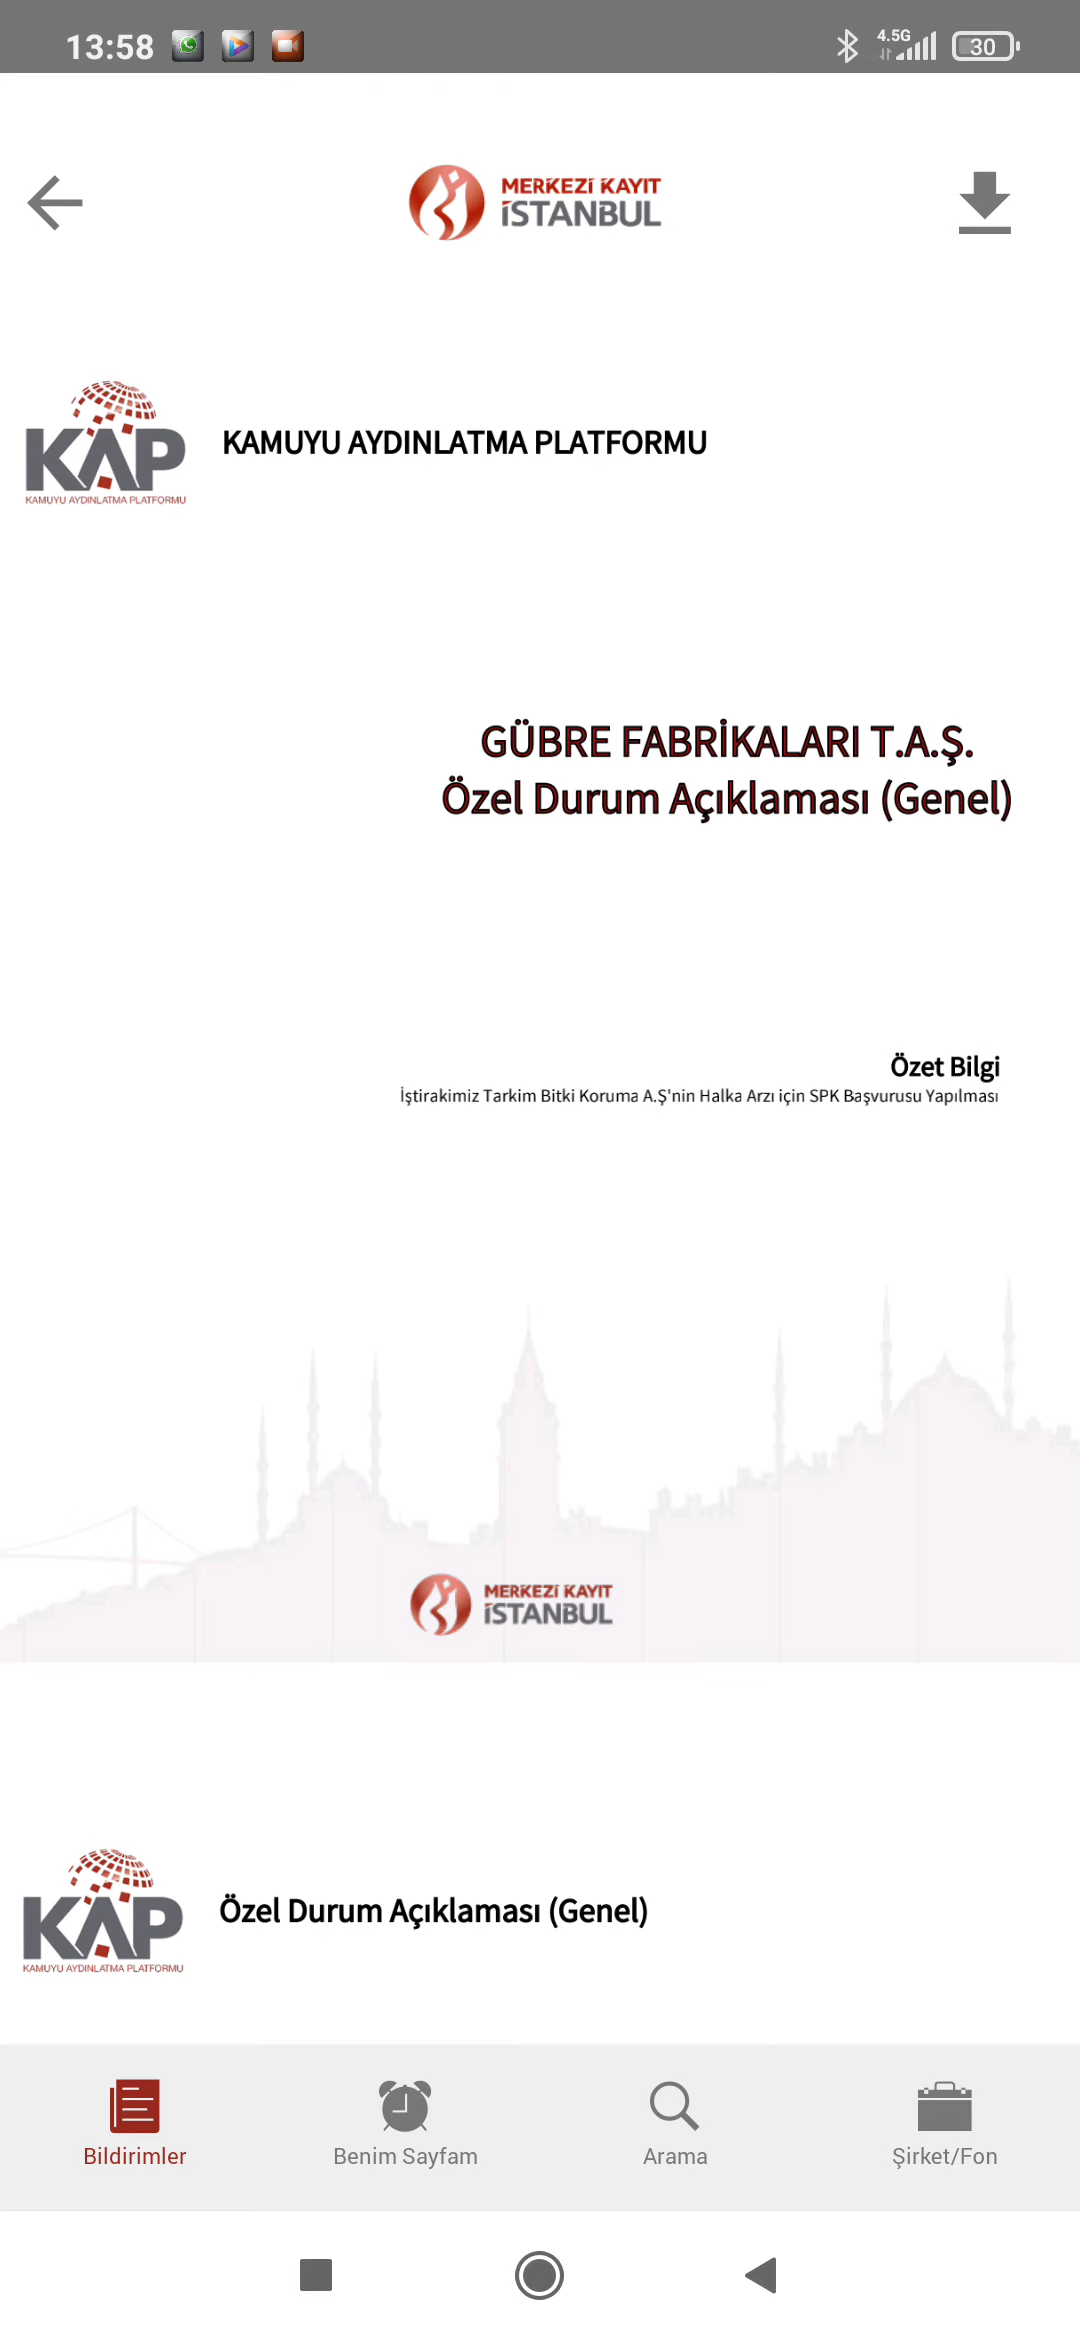 13:58
4.5G
30
MERKEZİ KAYIT
İSTANBUL
KAP
KAMUYU AYDINLATMA PLATFORMU
KAMUYU AYDINLATMA PLATFORMU
GÜBRE FABRİKALARI T.A.Ş.
Özel Durum Açıklaması (Genel)
Özet Bilgi
İştirakimiz Tarkim Bitki Koruma A.Ş'nin Halka Arzı için SPK Başvurusu Yapılması
MERKEZİ KAYIT
İSTANBUL
KAP
KAMUYU AYDINLATMA PLATFORMU
Özel Durum Açıklaması (Genel)
Bildirimler
Benim Sayfam
Arama
Şirket/Fon